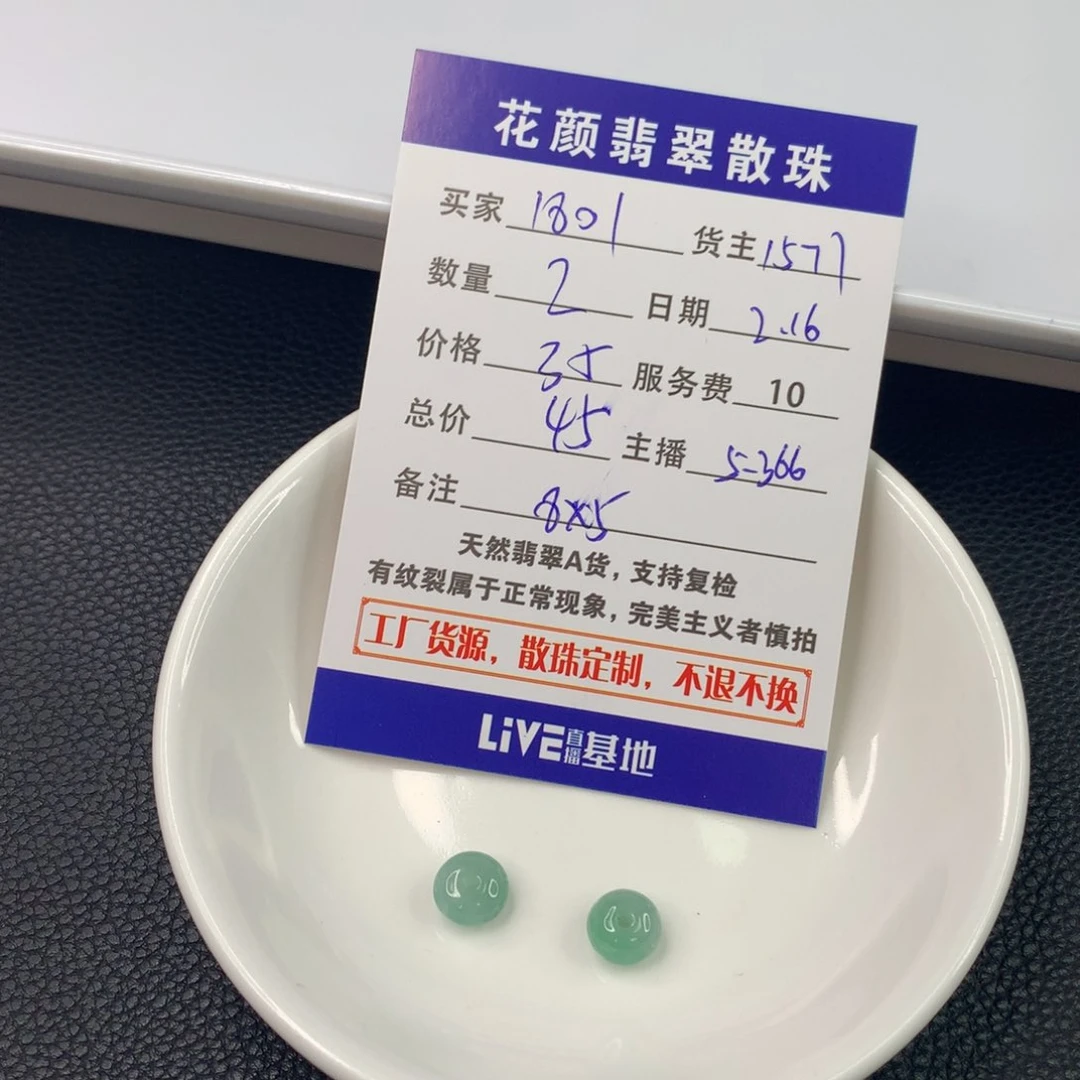 花颜翡翠散珠
买家 1801 货主 1577
数量 2 日期 2.16
价格 35 服务费 10
总价 45 主播 5-366
备注 8x5
天然翡翠A货，支持复检
有纹裂属于正常现象，完美主义者慎拍
工厂货源，散珠定制，不退不换
LiVE直播基地